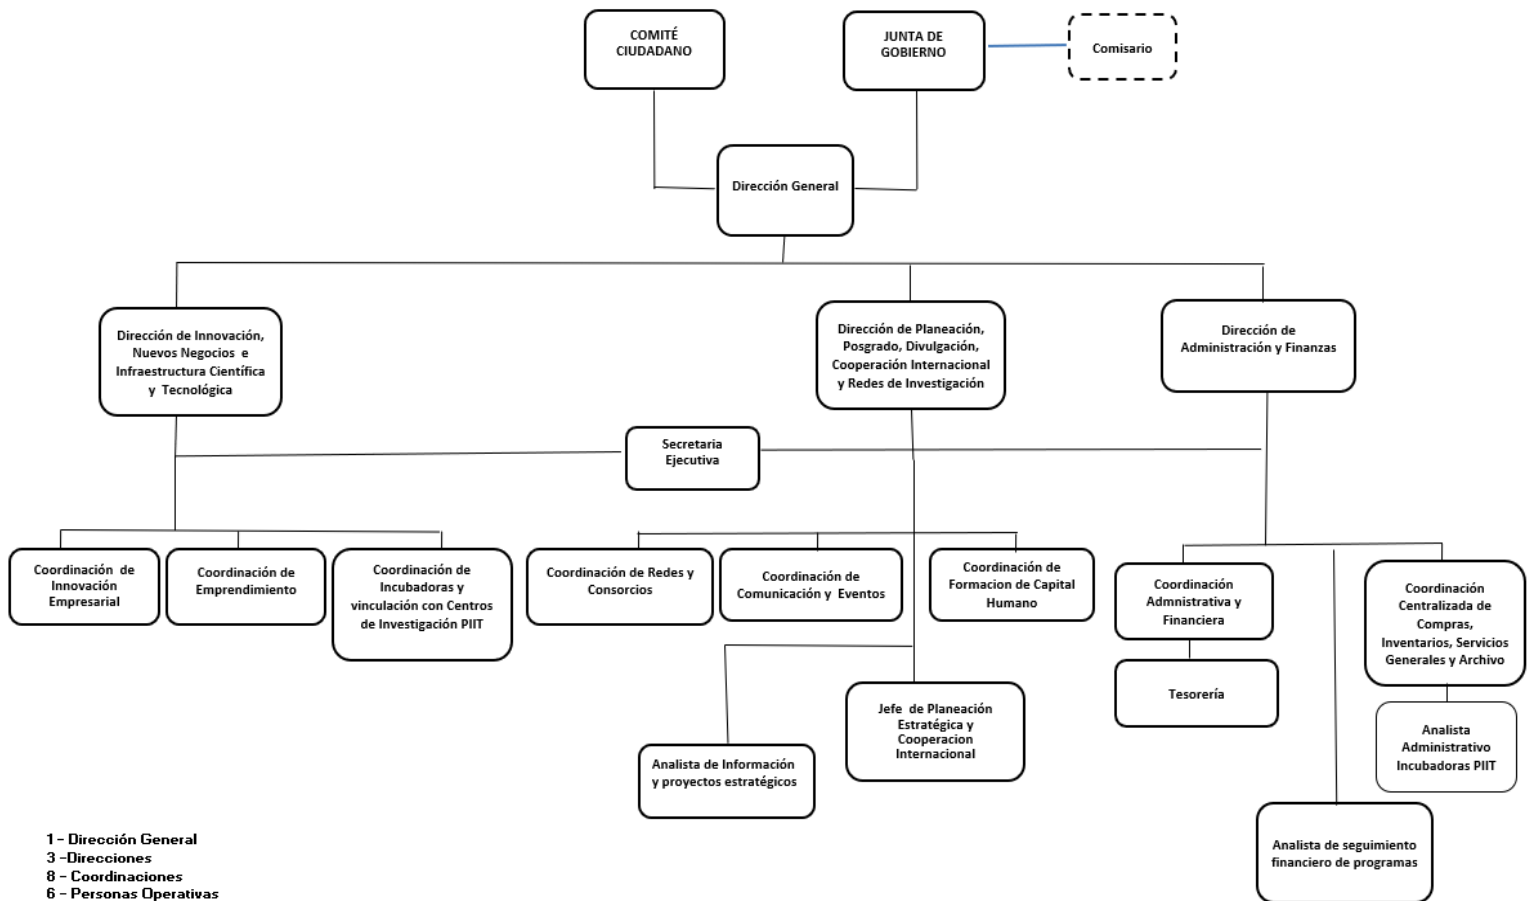 COMITÉ
CIUDADANO
JUNTA DE
GOBIERNO
Comisario
Dirección General
Dirección de Innovación,
Nuevos Negocios e
Infraestructura Científica
y Tecnológica
Dirección de Planeación,
Posgrado, Divulgación,
Cooperación Internacional
y Redes de Investigación
Dirección de
Administración y Finanzas
Secretaria
Ejecutiva
Coordinación de
Innovación
Empresarial
Coordinación de
Emprendimiento
Coordinación de
Incubadoras y
vinculación con Centros
de Investigación PIIT
Coordinación de Redes y
Consorcios
Coordinación de
Comunicación y Eventos
Coordinación de
Formacion de Capital
Humano
Coordinación
Admnistrativa y
Financiera
Coordinación
Centralizada de
Compras,
Inventarios, Servicios
Generales y Archivo
Tesorería
Jefe de Planeación
Estratégica y
Cooperacion
Internacional
Analista de Información
y proyectos estratégicos
Analista
Administrativo
Incubadoras PIIT
Analista de seguimiento
financiero de programas
1 - Dirección General
3 -Direcciones
8 - Coordinaciones
6 - Personas Operativas